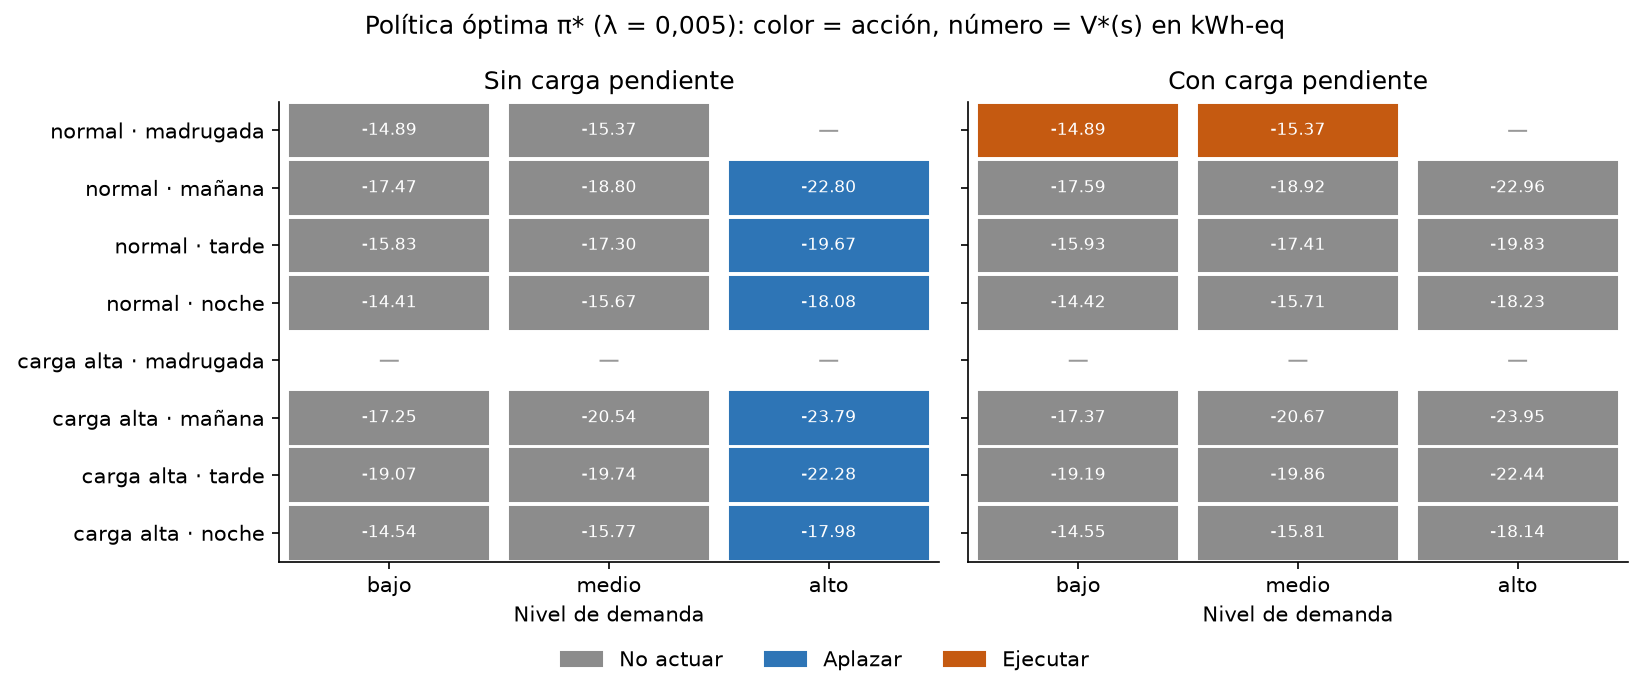 Política óptima π* (λ = 0,005): color = acción, número = V*(s) en kWh-eq
Sin carga pendiente Con carga pendiente
normal · madrugada -14.89 -15.37 — -14.89 -15.37 —
normal · mañana -17.47 -18.80 -22.80 -17.59 -18.92 -22.96
normal · tarde -15.83 -17.30 -19.67 -15.93 -17.41 -19.83
normal · noche -14.41 -15.67 -18.08 -14.42 -15.71 -18.23
carga alta · madrugada — — — — — —
carga alta · mañana -17.25 -20.54 -23.79 -17.37 -20.67 -23.95
carga alta · tarde -19.07 -19.74 -22.28 -19.19 -19.86 -22.44
carga alta · noche -14.54 -15.77 -17.98 -14.55 -15.81 -18.14
bajo medio alto bajo medio alto
Nivel de demanda Nivel de demanda
No actuar Aplazar Ejecutar